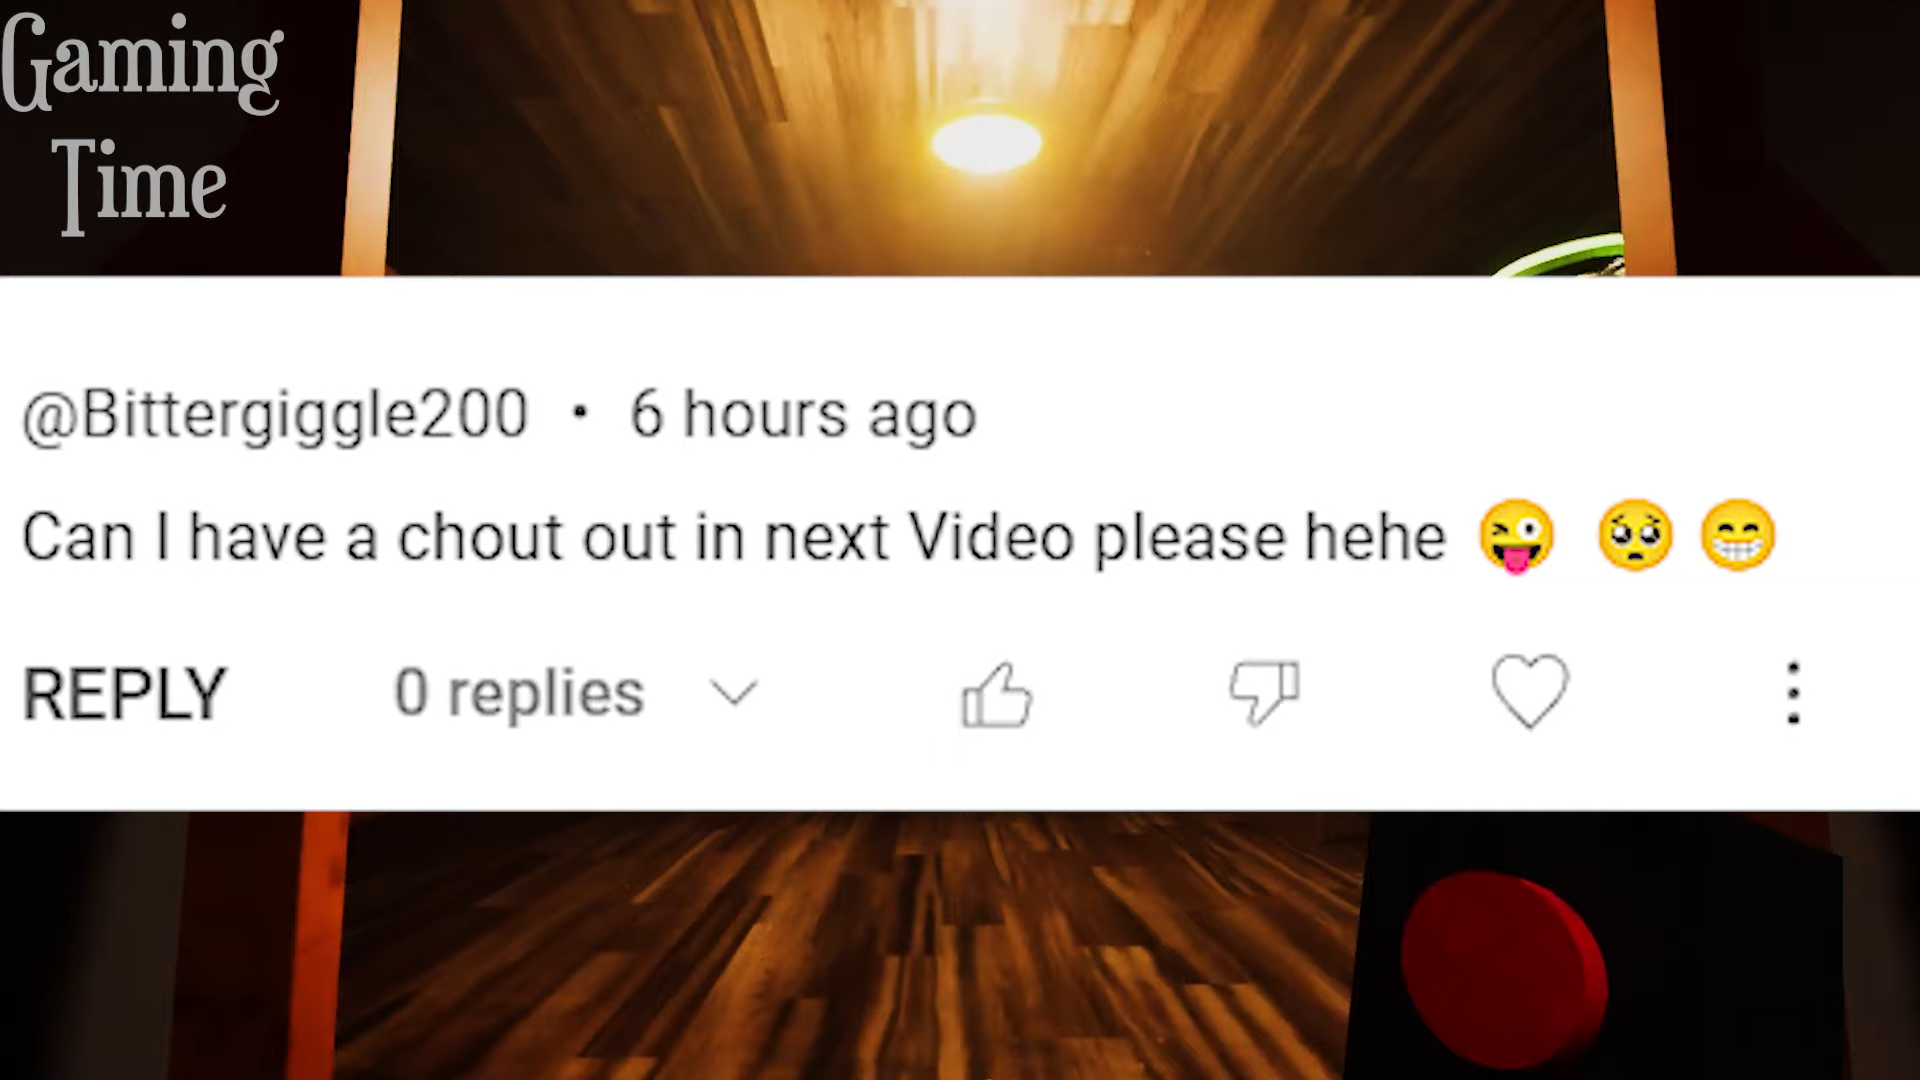 Gaming
Time
@Bittergiggle200 • 6 hours ago
Can I have a chout out in next Video please hehe 😜 🥺 😁
REPLY 0 replies